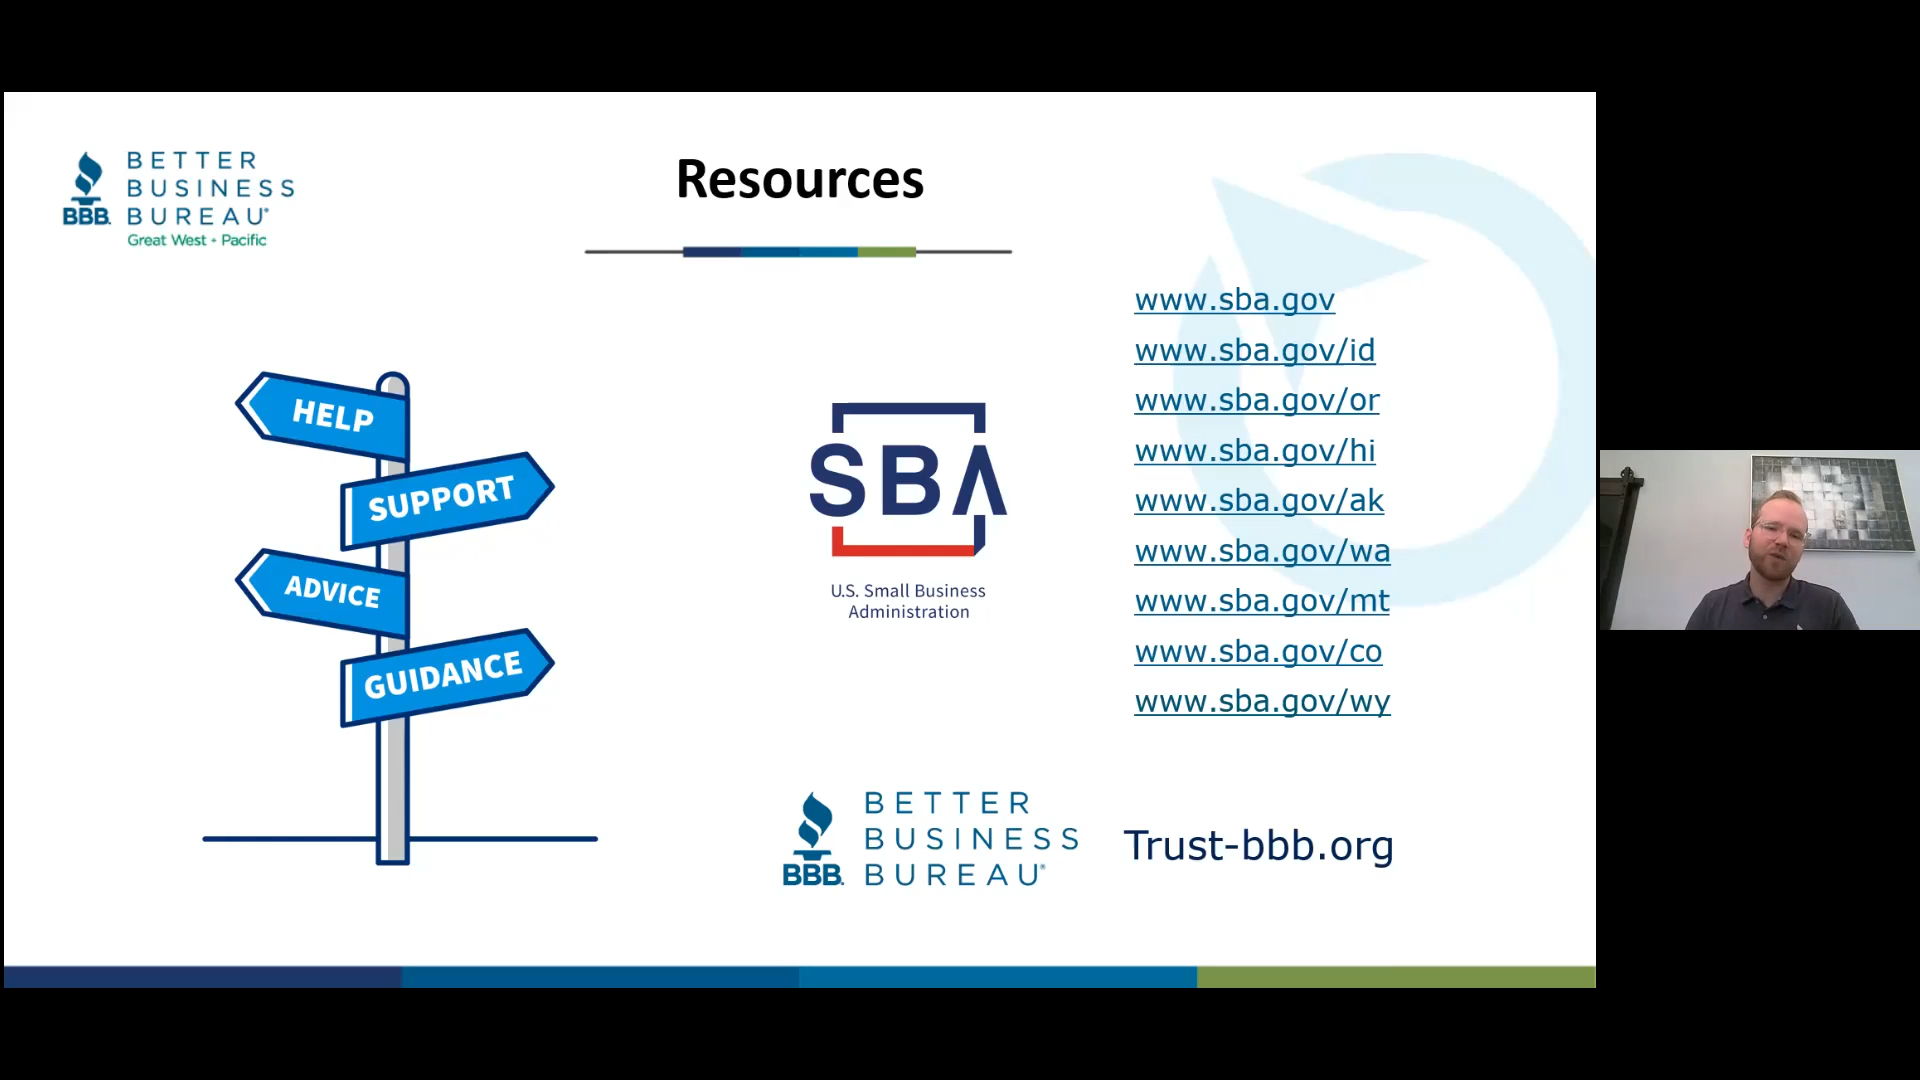 BETTER
BUSINESS
BBB. BUREAU®
Great West + Pacific
Resources
HELP
SUPPORT
ADVICE
GUIDANCE
SBA
U.S. Small Business
Administration
www.sba.gov
www.sba.gov/id
www.sba.gov/or
www.sba.gov/hi
www.sba.gov/ak
www.sba.gov/wa
www.sba.gov/mt
www.sba.gov/co
www.sba.gov/wy
BETTER
BUSINESS
BBB. BUREAU®
Trust-bbb.org